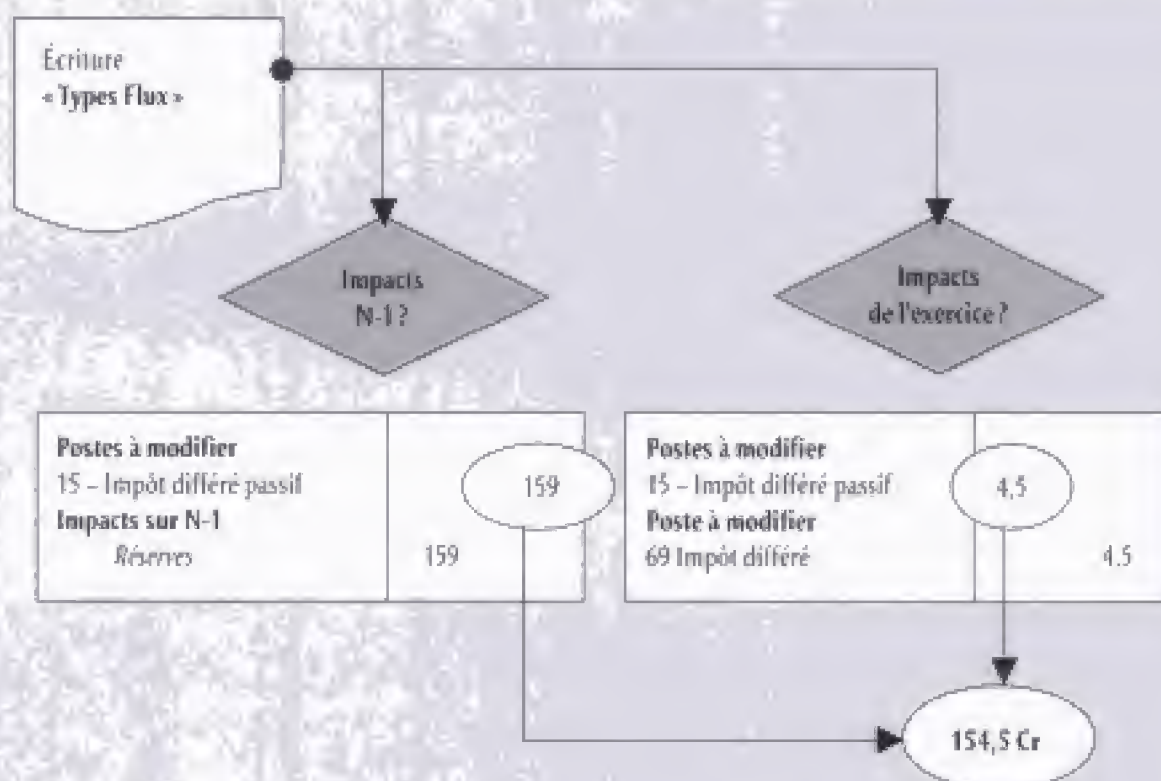 Écriture
« Types Flux »
Impacts
N-1 ?
Impacts
de l'exercice ?
Postes à modifier
15 – Impôt différé passif 159
Impacts sur N-1
Réserves 159
Postes à modifier
15 – Impôt différé passif 4,5
Poste à modifier
69 Impôt différé 4.5
154,5 Cr